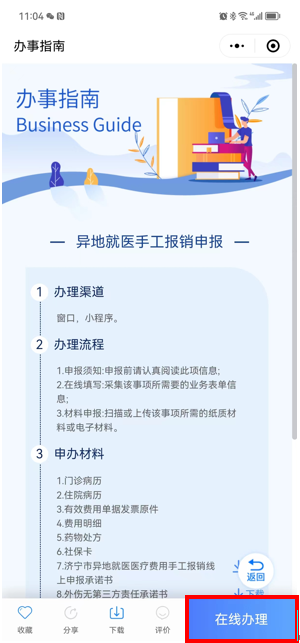 11:04
办事指南
办事指南
Business Guide
异地就医手工报销申报
1 办理渠道
窗口，小程序。
2 办理流程
1.申报须知:申报前请认真阅读此项信息;
2.在线填写:采集该事项所需要的业务表单信
息;
3.材料申报:扫描或上传该事项所需的纸质材
料或电子材料。
3 申办材料
1.门诊病历
2.住院病历
3.有效费用单据发票原件
4.费用明细
5.药物处方
6.社保卡
7.济宁市异地就医医疗费用手工报销线
上申报承诺书
8.外伤无第三方责任承诺书
返回
下载
收藏
分享
下载
评价
在线办理